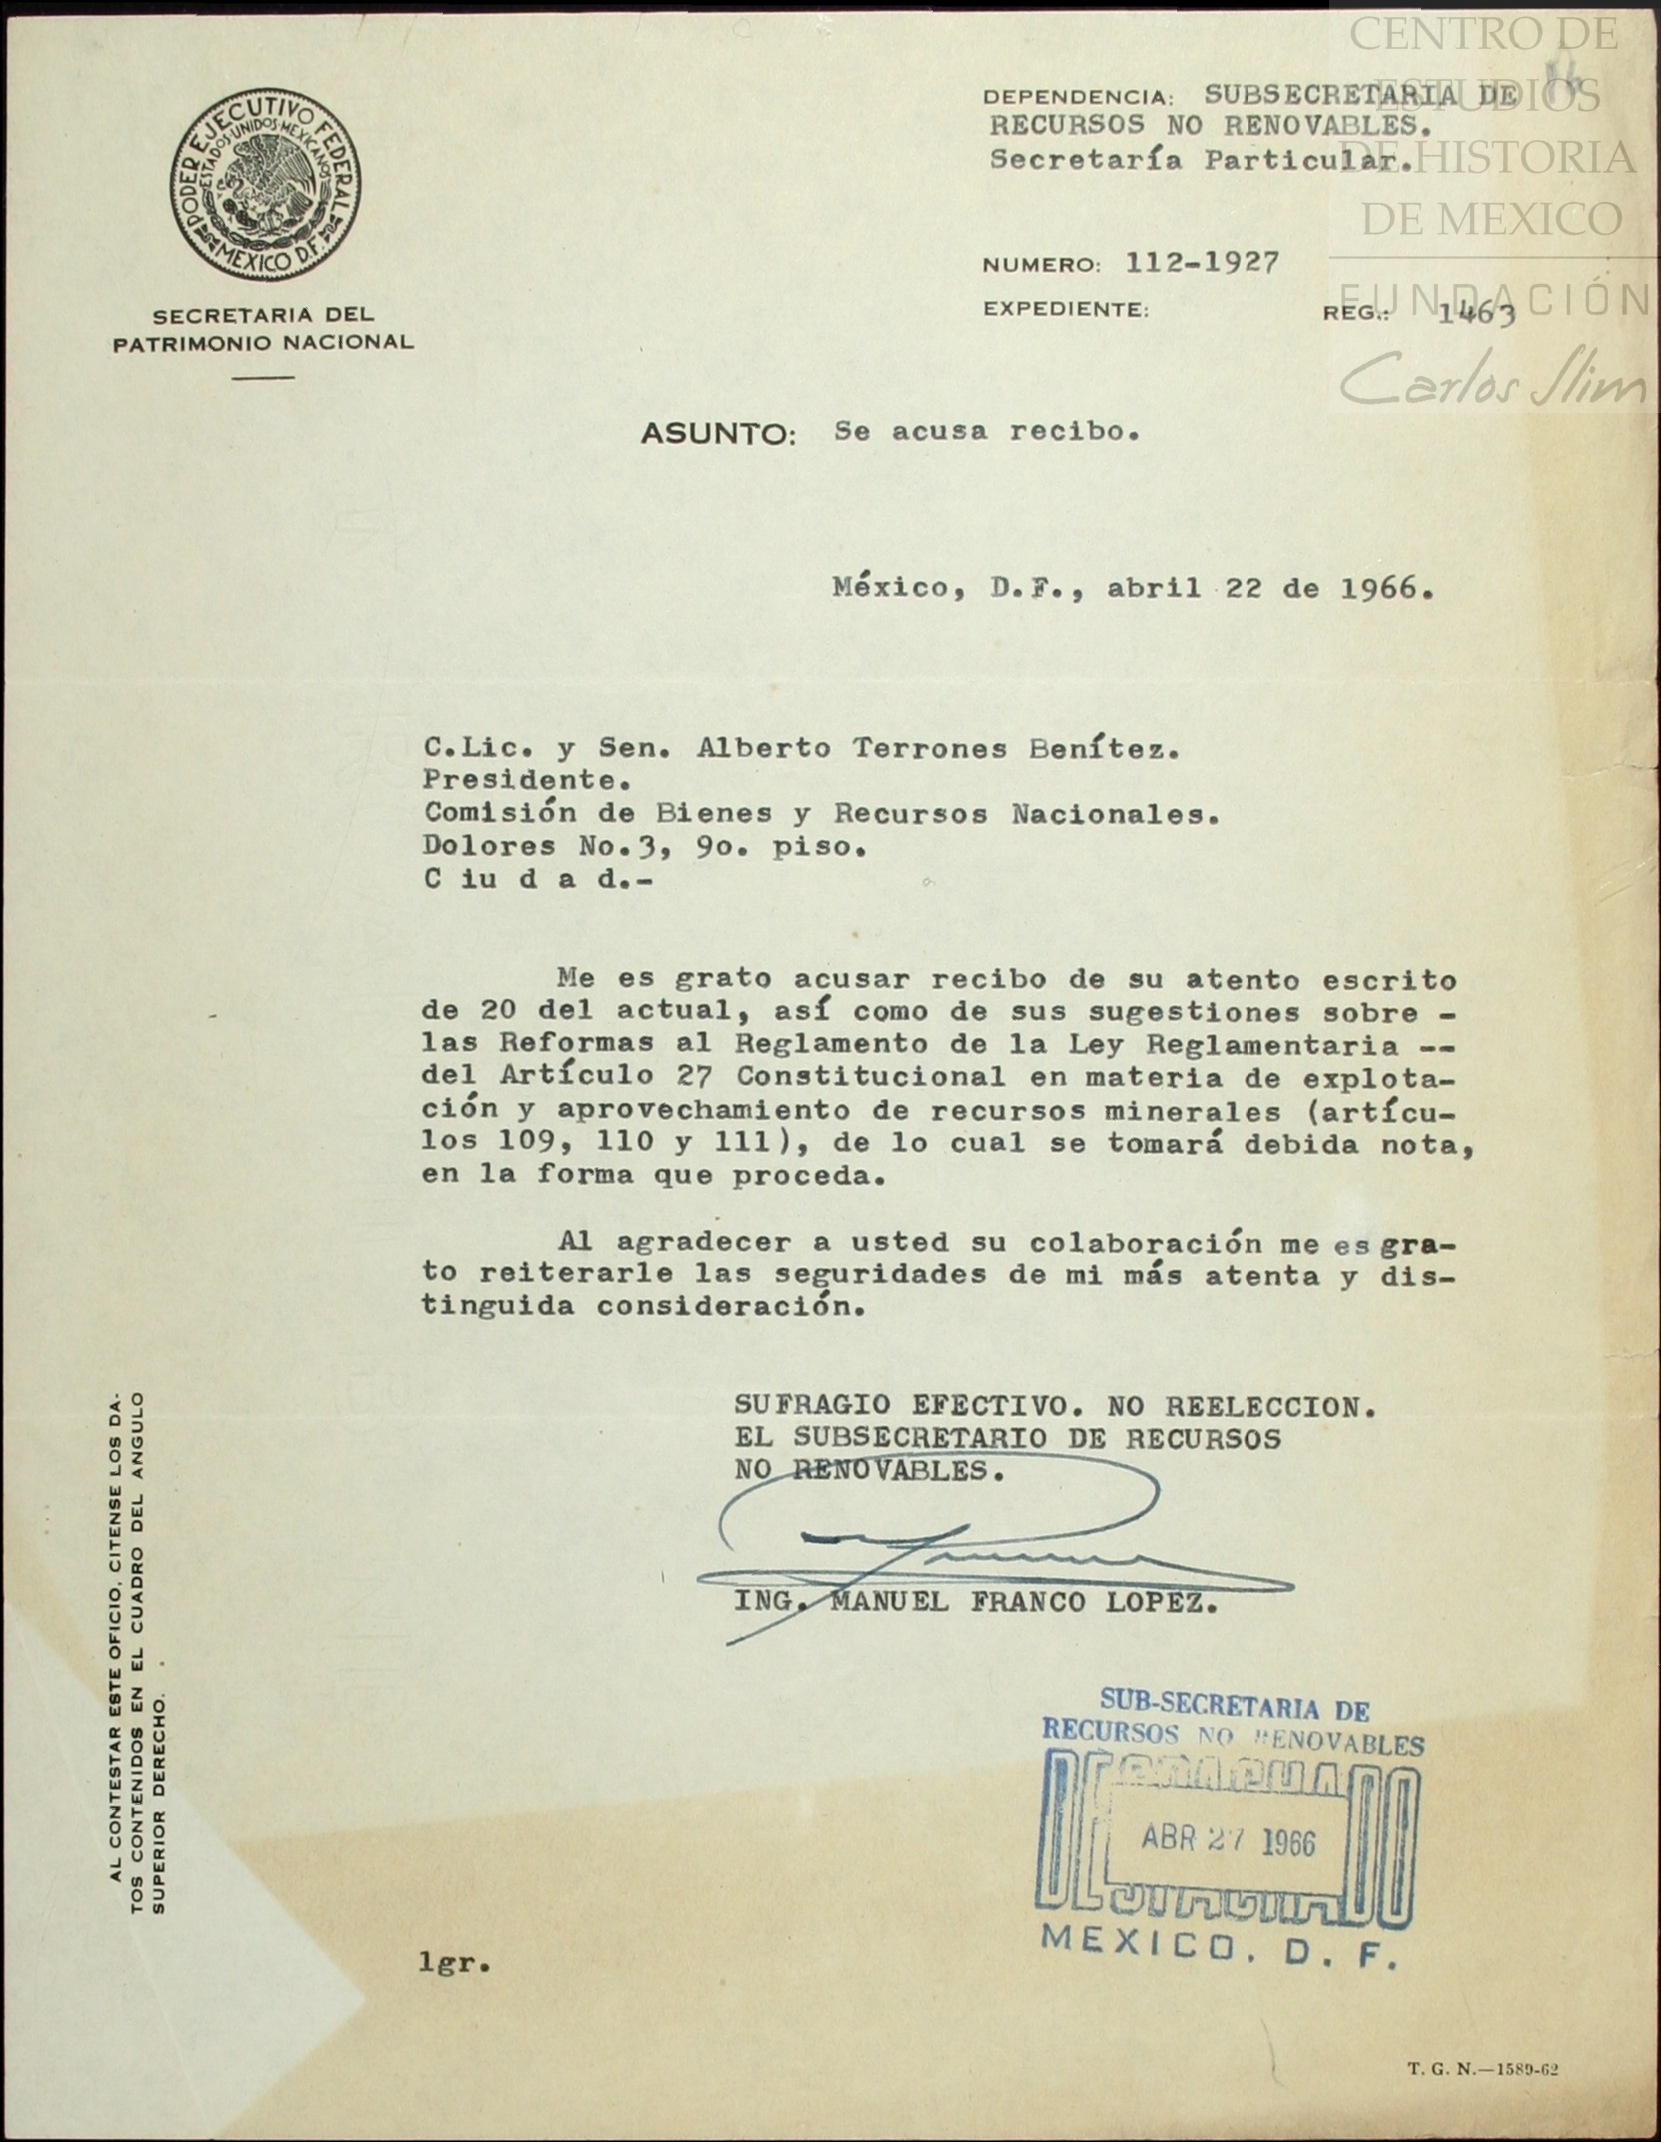 CENTRO DE
ESTUDIOS
DE HISTORIA
DE MEXICO
FUNDACIÓN
Carlos Slim
PODER EJECUTIVO FEDERAL
ESTADOS·UNIDOS·MEXICANOS
MEXICO D.F.
SECRETARIA DEL
PATRIMONIO NACIONAL
DEPENDENCIA: SUBSECRETARIA DE
RECURSOS NO RENOVABLES.
Secretaría Particular.
NUMERO: 112-1927
EXPEDIENTE: REG.: 1463
ASUNTO: Se acusa recibo.
México, D.F., abril 22 de 1966.
C.Lic. y Sen. Alberto Terrones Benítez.
Presidente.
Comisión de Bienes y Recursos Nacionales.
Dolores No.3, 9o. piso.
C iu d a d.-
Me es grato acusar recibo de su atento escrito
de 20 del actual, así como de sus sugestiones sobre -
las Reformas al Reglamento de la Ley Reglamentaria --
del Artículo 27 Constitucional en materia de explota-
ción y aprovechamiento de recursos minerales (artícu-
los 109, 110 y 111), de lo cual se tomará debida nota,
en la forma que proceda.
Al agradecer a usted su colaboración me es gra-
to reiterarle las seguridades de mi más atenta y dis-
tinguida consideración.
SUFRAGIO EFECTIVO. NO REELECCION.
EL SUBSECRETARIO DE RECURSOS
NO RENOVABLES.
ING. MANUEL FRANCO LOPEZ.
AL CONTESTAR ESTE OFICIO, CITENSE LOS DA-
TOS CONTENIDOS EN EL CUADRO DEL ANGULO
SUPERIOR DERECHO.
SUB-SECRETARIA DE
RECURSOS NO RENOVABLES
ABR 27 1966
MEXICO. D. F.
lgr.
T. G. N.—1589-62